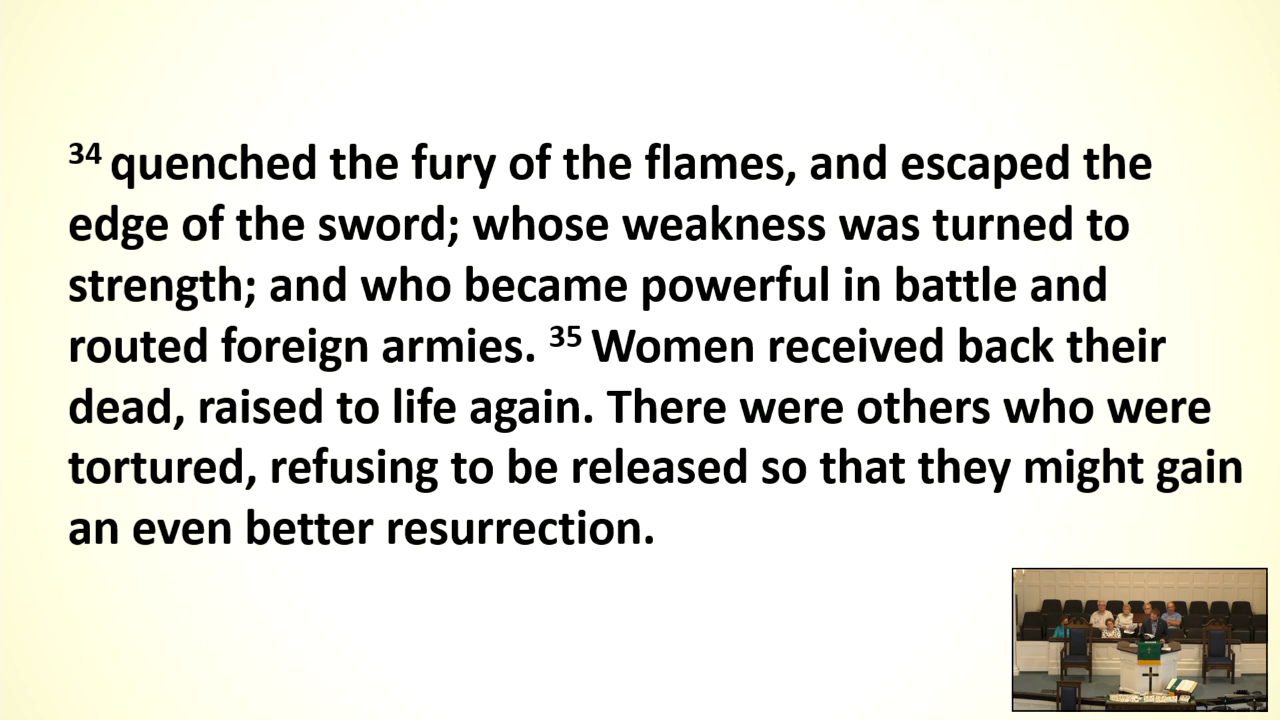 34 quenched the fury of the flames, and escaped the
edge of the sword; whose weakness was turned to
strength; and who became powerful in battle and
routed foreign armies. 35 Women received back their
dead, raised to life again. There were others who were
tortured, refusing to be released so that they might gain
an even better resurrection.